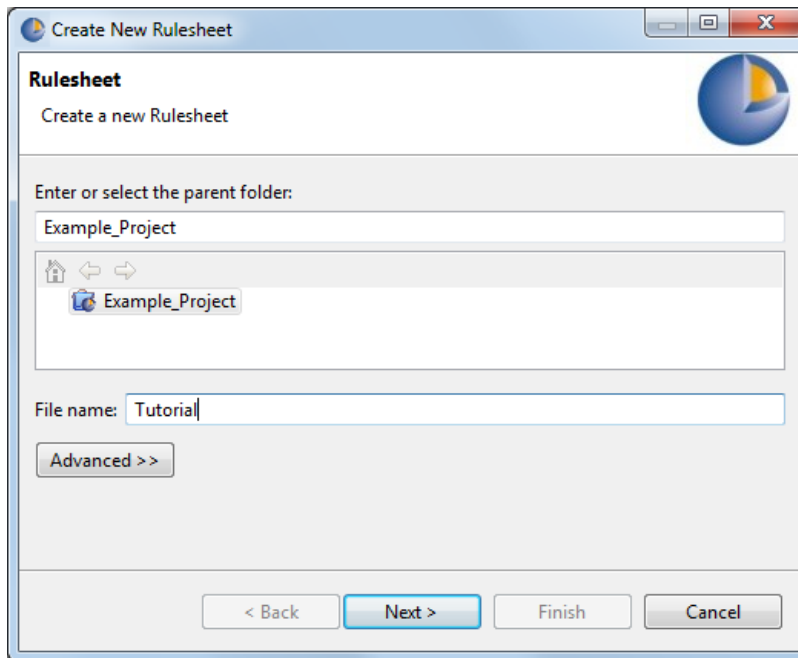 Create New Rulesheet
Rulesheet
Create a new Rulesheet
Enter or select the parent folder:
Example_Project
Example_Project
File name: Tutorial
Advanced >>
< Back Next > Finish Cancel